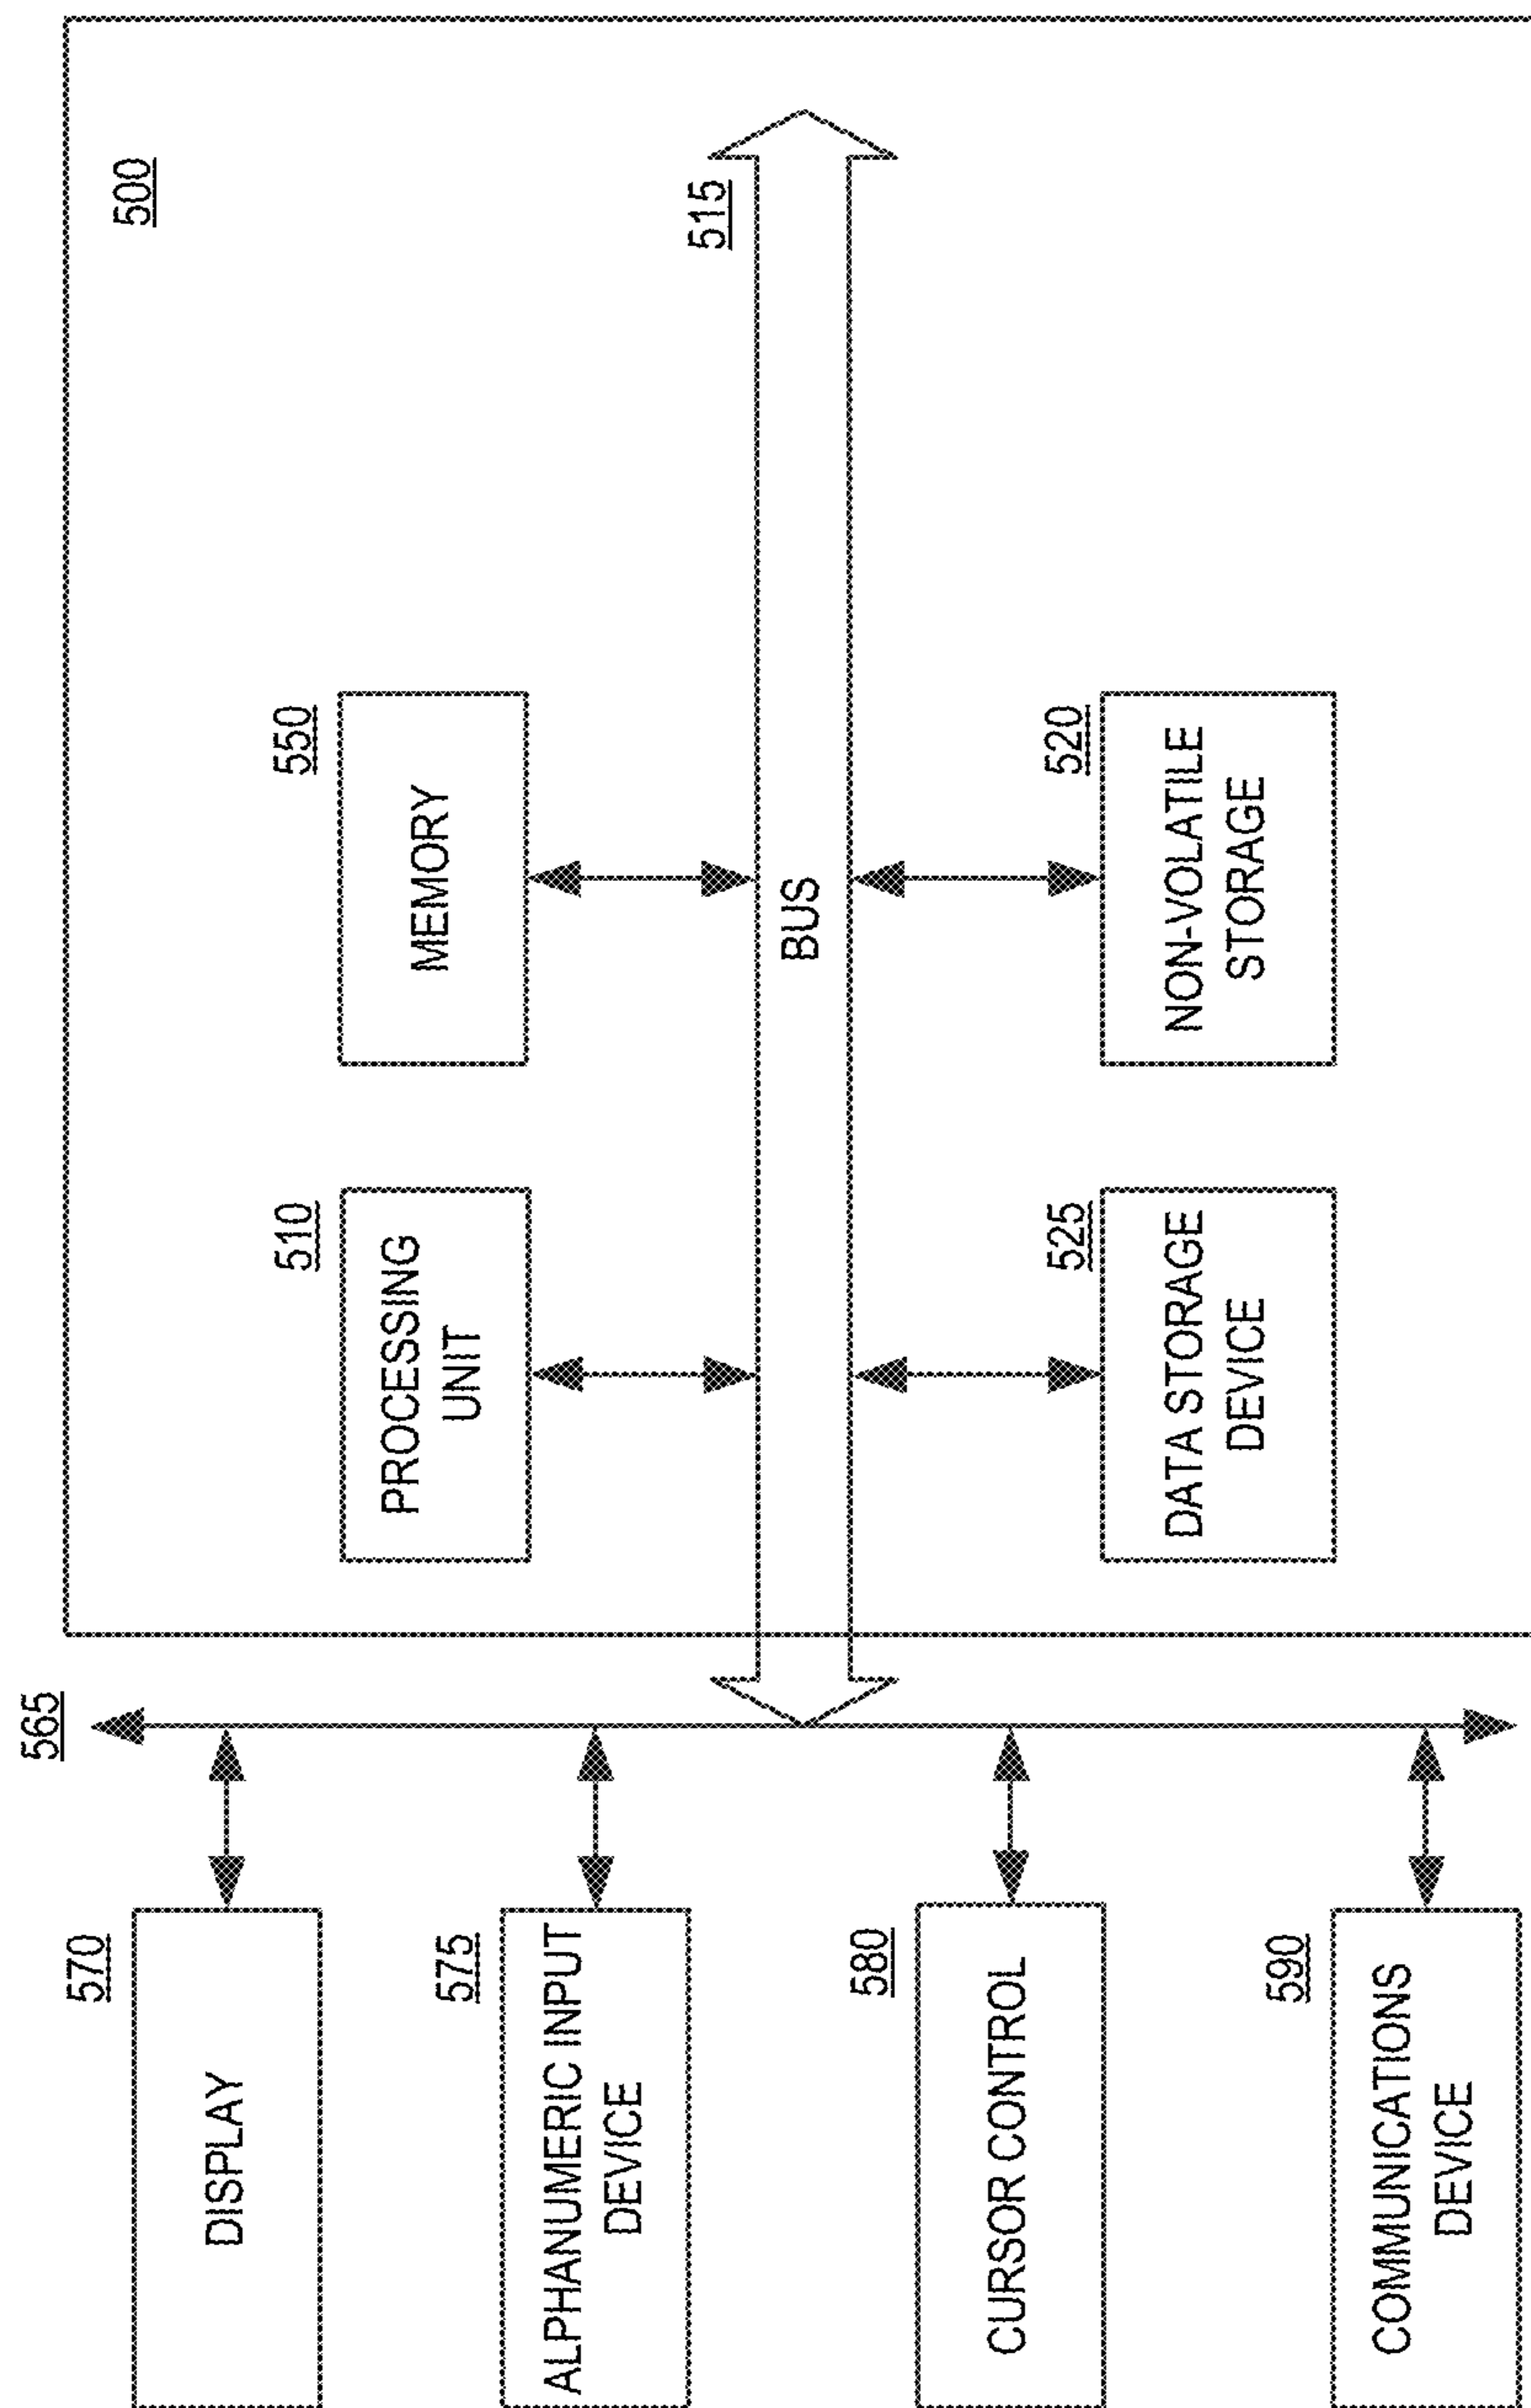 570
DISPLAY
575
ALPHANUMERIC INPUT
DEVICE
580
CURSOR CONTROL
590
COMMUNICATIONS
DEVICE
565
510
PROCESSING
UNIT
525
DATA STORAGE
DEVICE
550
MEMORY
BUS
520
NON-VOLATILE
STORAGE
515
500